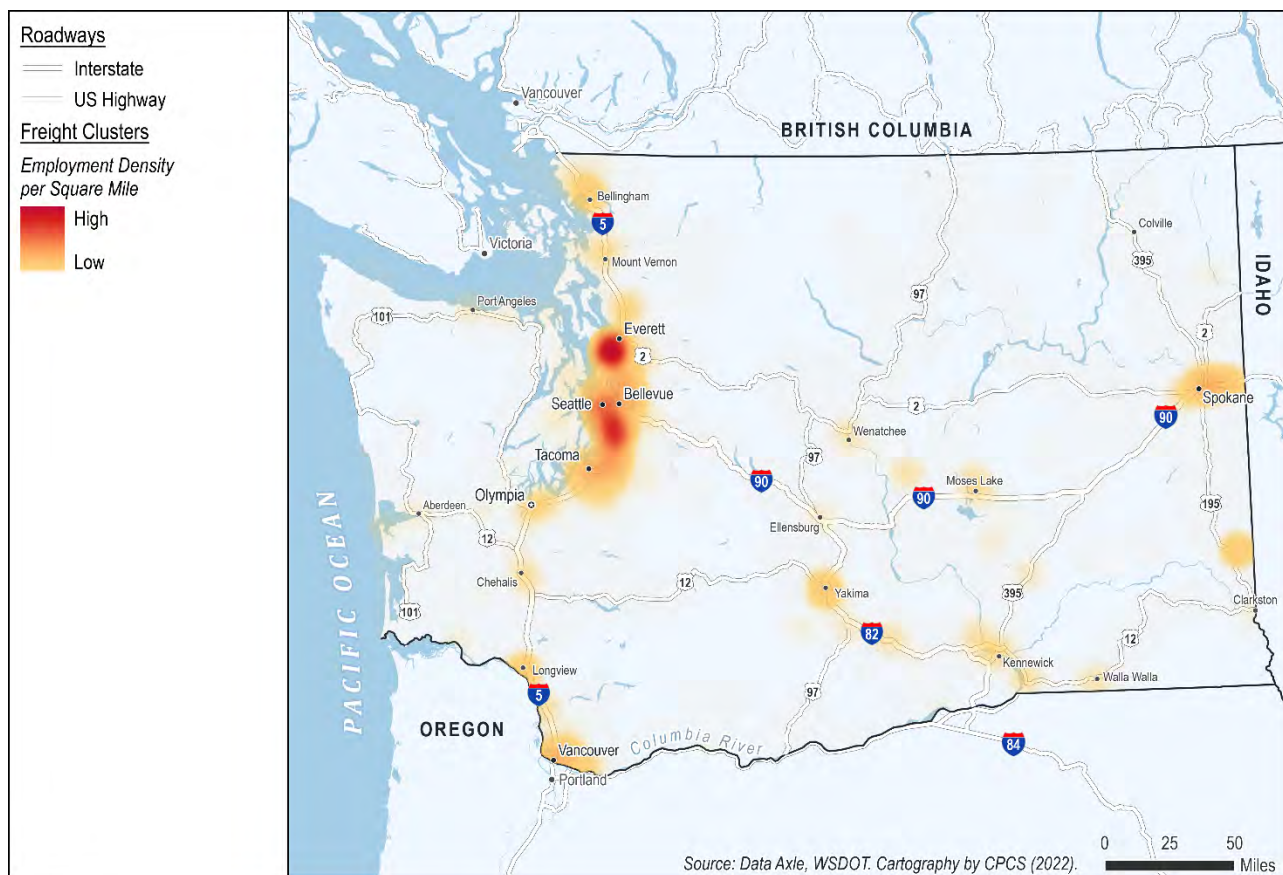 Roadways
Interstate
US Highway
Freight Clusters
Employment Density
per Square Mile
High
Low
Vancouver
BRITISH COLUMBIA
Bellingham
5
Colville
Victoria
Mount Vernon
395
IDAHO
97
Port Angeles
101
2
Everett
2
Seattle
Bellevue
2
Spokane
90
Wenatchee
97
Tacoma
90
90
Moses Lake
Olympia
Aberdeen
195
Ellensburg
12
PACIFIC OCEAN
Chehalis
12
Yakima
395
Clarkston
101
82
12
Kennewick
Longview
Walla Walla
5
97
OREGON
Vancouver
Columbia River
84
Portland
0 25 50
Miles
Source: Data Axle, WSDOT. Cartography by CPCS (2022).